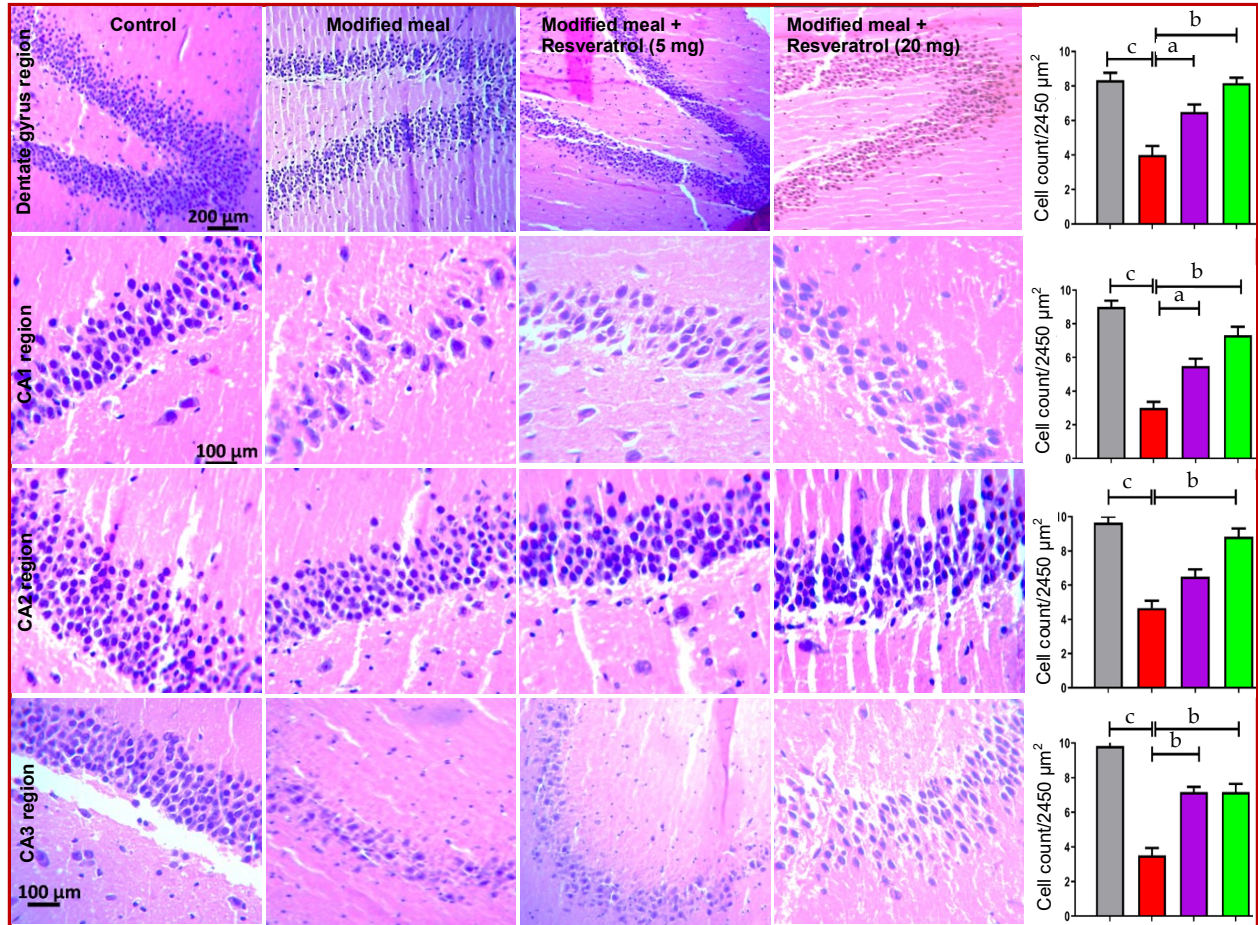 Control
Modified meal
Modified meal +
Resveratrol (5 mg)
Modified meal +
Resveratrol (20 mg)
Dentate gyrus region
200 µm
c
a
b
Cell count/2450 µm²
10
8
6
4
2
0
CA1 region
100 µm
c
a
b
Cell count/2450 µm²
10
8
6
4
2
0
CA2 region
c
b
Cell count/2450 µm²
10
8
6
4
2
0
CA3 region
100 µm
c
b
b
Cell count/2450 µm²
10
8
6
4
2
0